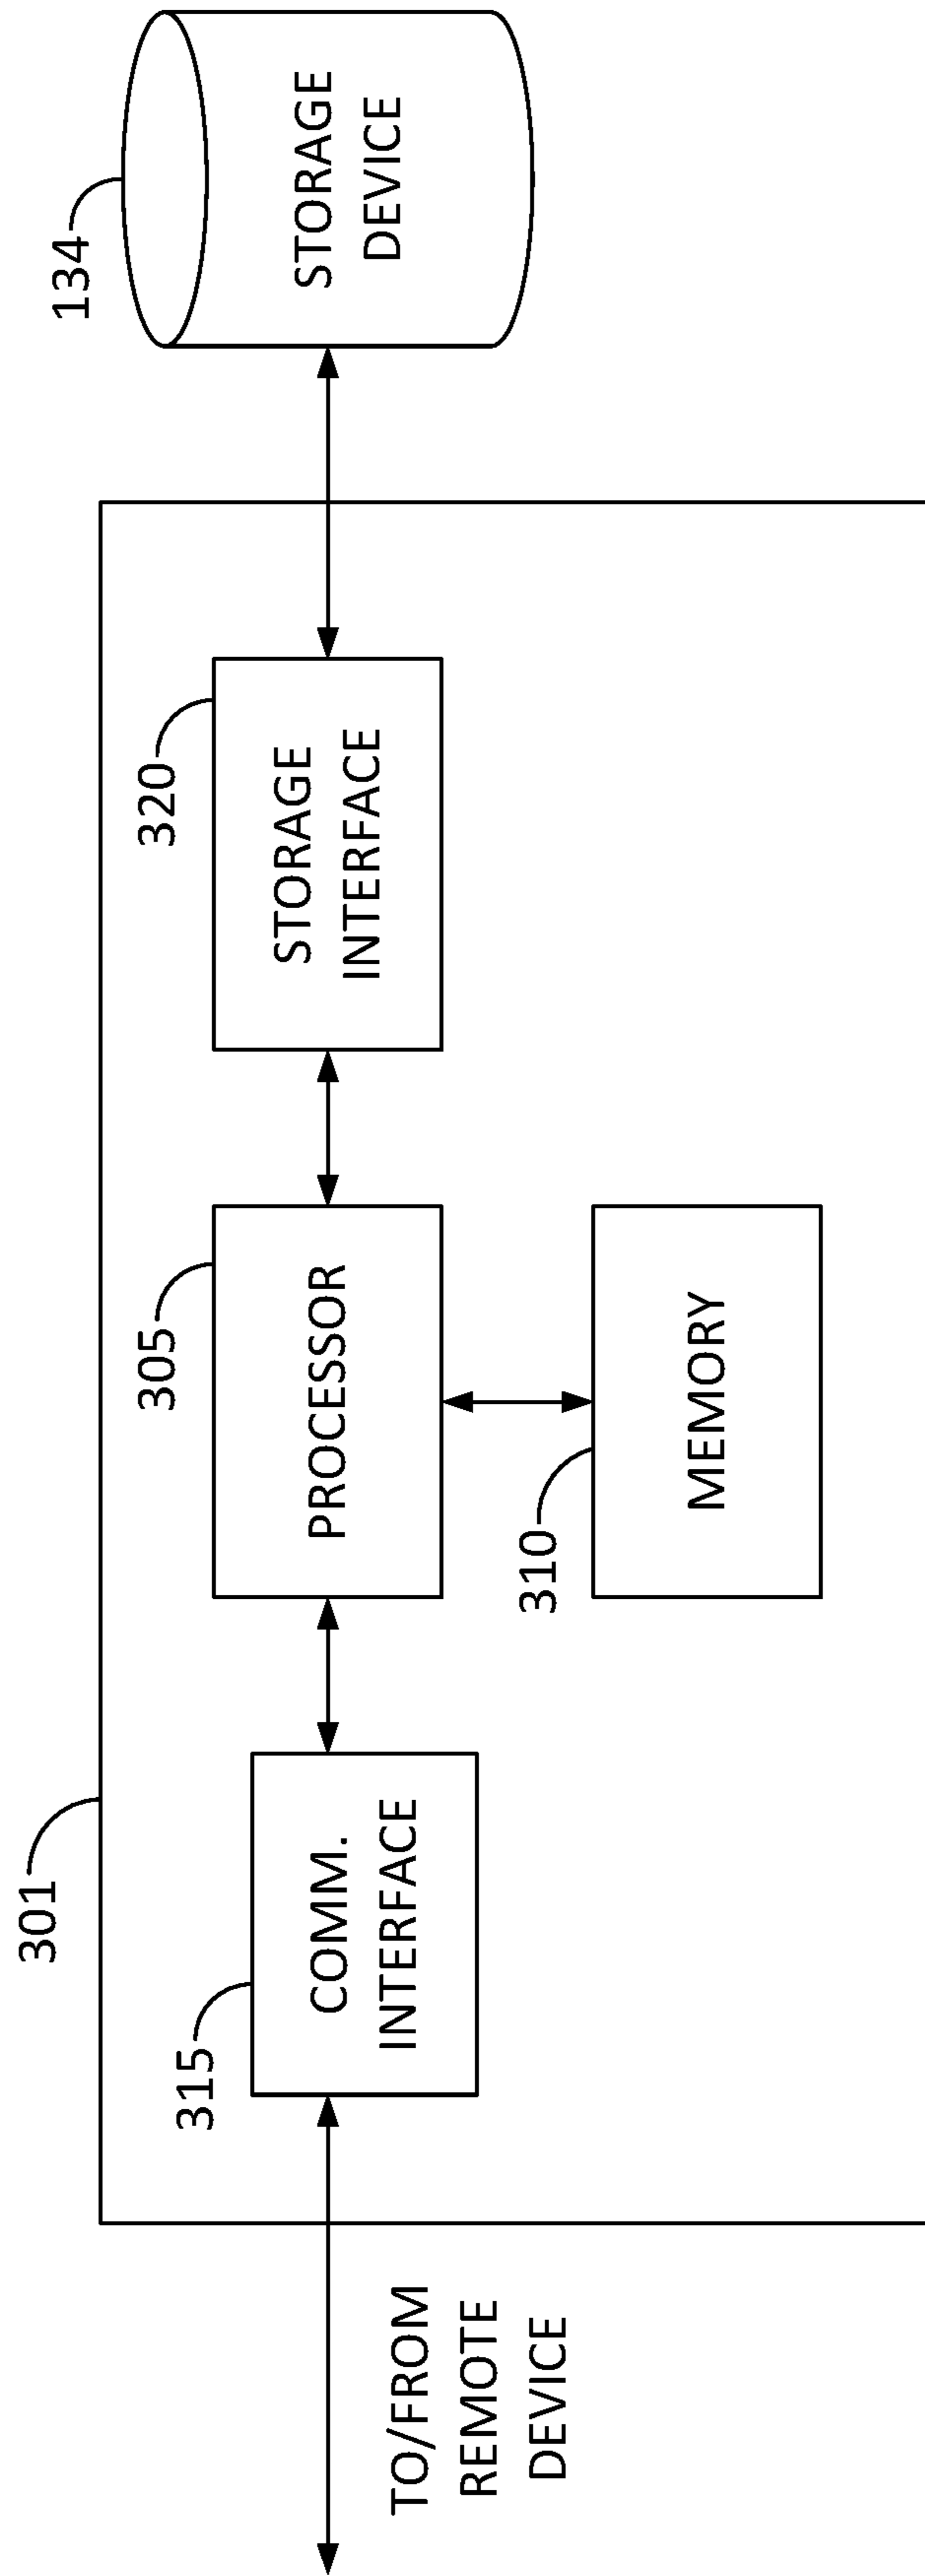 301
315
COMM.
INTERFACE
305
PROCESSOR
310
MEMORY
320
STORAGE
INTERFACE
134
STORAGE
DEVICE
TO/FROM
REMOTE
DEVICE